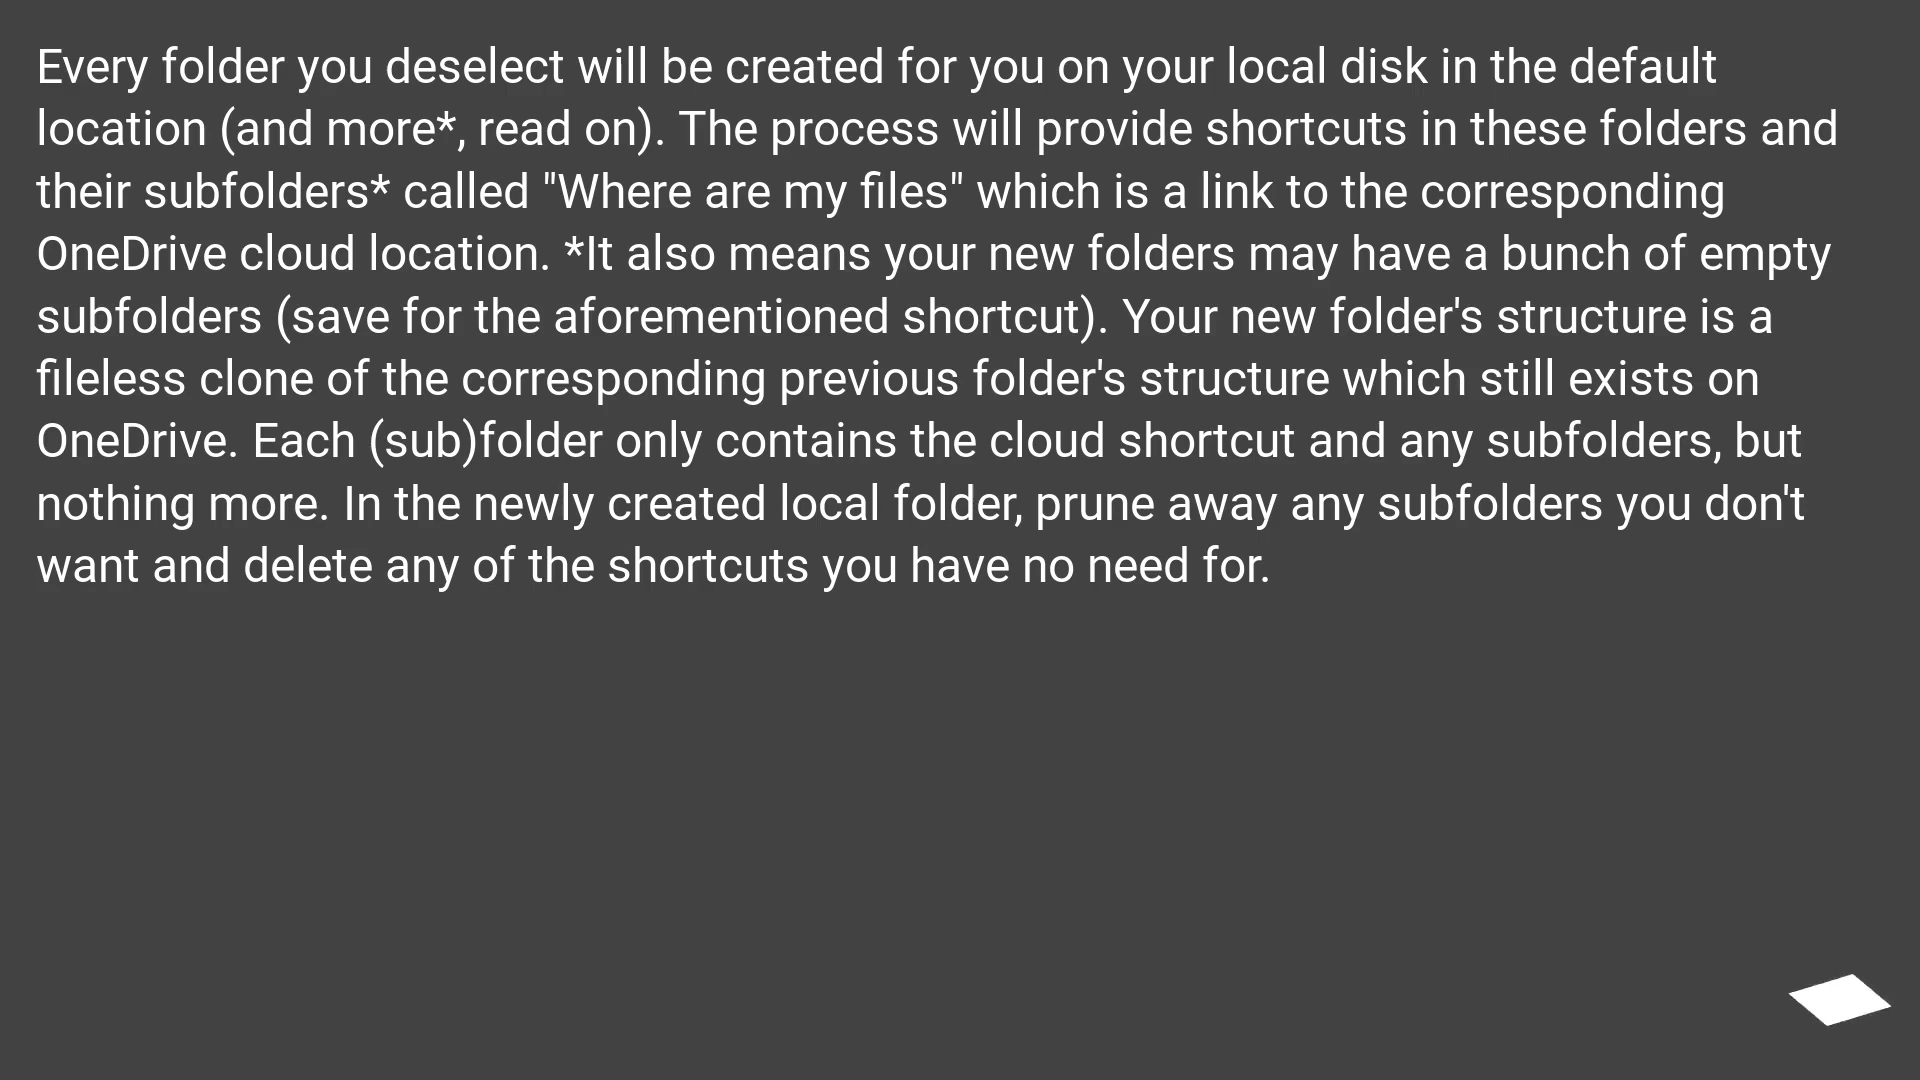 Every folder you deselect will be created for you on your local disk in the default
location (and more*, read on). The process will provide shortcuts in these folders and
their subfolders* called "Where are my files" which is a link to the corresponding
OneDrive cloud location. *It also means your new folders may have a bunch of empty
subfolders (save for the aforementioned shortcut). Your new folder's structure is a
fileless clone of the corresponding previous folder's structure which still exists on
OneDrive. Each (sub)folder only contains the cloud shortcut and any subfolders, but
nothing more. In the newly created local folder, prune away any subfolders you don't
want and delete any of the shortcuts you have no need for.